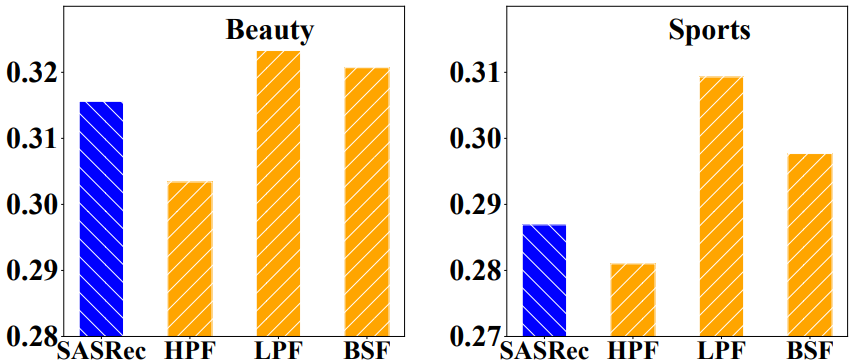 Beauty
0.32
0.31
0.30
0.29
0.28
SASRec HPF LPF BSF
Sports
0.31
0.30
0.29
0.28
0.27
SASRec HPF LPF BSF